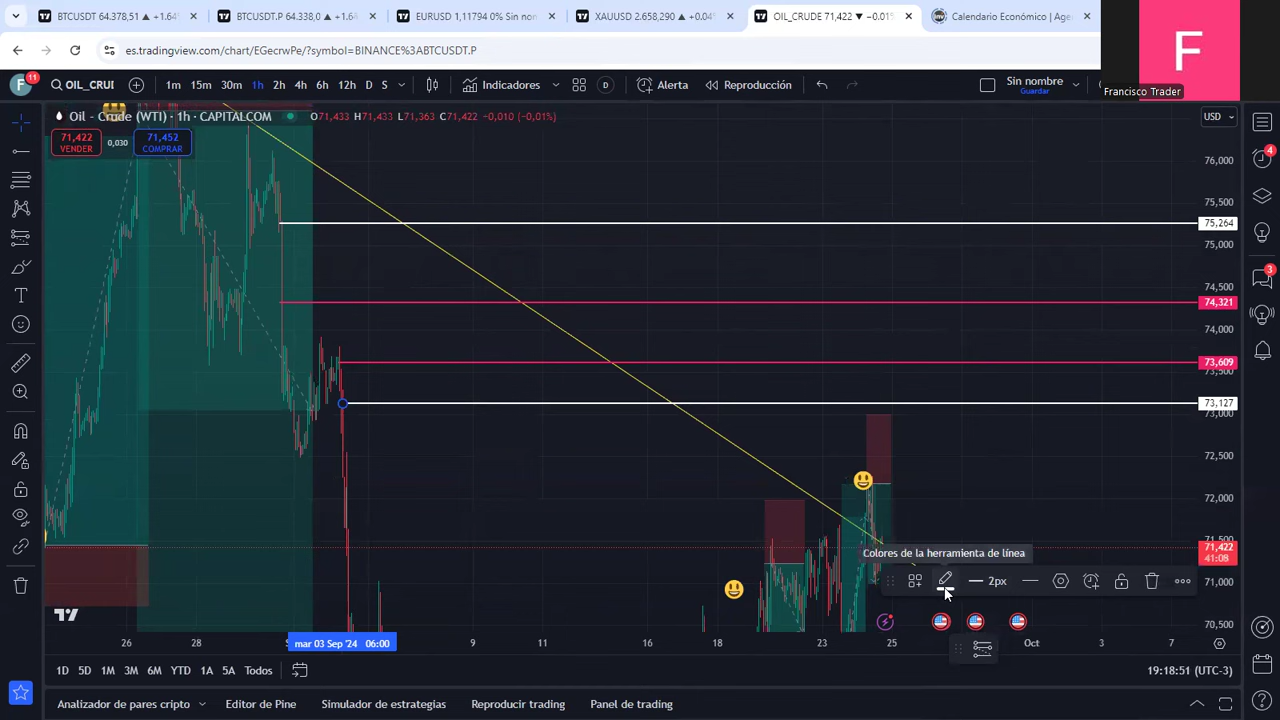 BTCUSDT 64.378,51 ▲ +1.64
BTCUSDT.P 64.338,0 ▲ +1.6
EURUSD 1,11794 0% Sin non
XAUUSD 2.658,290 ▲ +0.04
OIL_CRUDE 71,422 ▼ −0.01
Calendario Económico | Age
es.tradingview.com/chart/EGecrwPe/?symbol=BINANCE%3ABTCUSDT.P
F
Francisco Trader
F
11
OIL_CRUI
1m 15m 30m 1h 2h 4h 6h 12h D S
Indicadores
D
Alerta
Reproducción
Sin nombre
Guardar
Oil - Crude (WTI) · 1h · CAPITALCOM
O71,433 H71,433 L71,363 C71,422 −0,010 (−0,01%)
USD
71,422
VENDER
0,030
71,452
COMPRAR
4
3
76,000
75,500
75,264
75,000
74,500
74,321
74,000
73,609
73,500
73,127
73,000
72,500
72,000
71,500
71,422
41:08
71,000
70,500
Colores de la herramienta de línea
2px
26 28 mar 03 Sep '24 06:00 9 11 16 18 23 25 Oct 3 7
1D 5D 1M 3M 6M YTD 1A 5A Todos
19:18:51 (UTC-3)
Analizador de pares cripto
Editor de Pine
Simulador de estrategias
Reproducir trading
Panel de trading